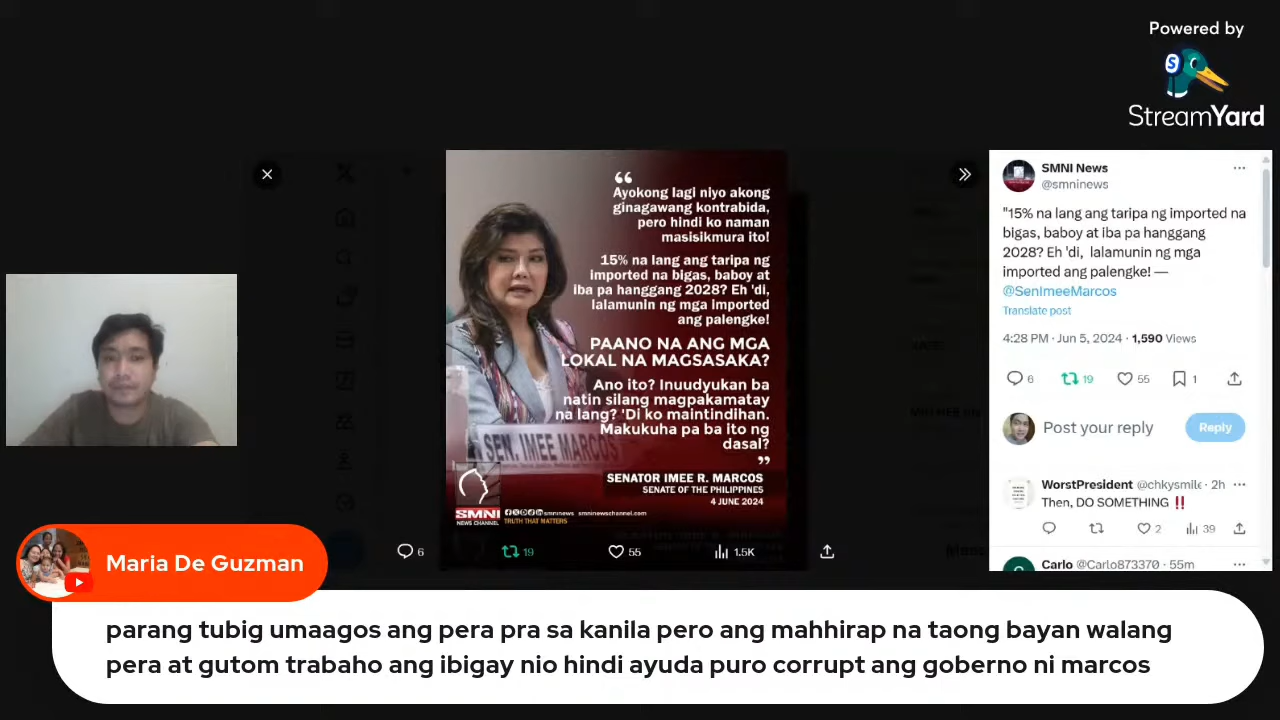 Powered by
StreamYard
“
Ayokong lagi niyo akong
ginagawang kontrabida,
pero hindi ko naman
masisikmura ito!
15% na lang ang taripa ng
imported na bigas, baboy at
iba pa hanggang 2028? Eh 'di,
lalamunin ng mga imported
ang palengke!
PAANO NA ANG MGA
LOKAL NA MAGSASAKA?
Ano ito? Inuudyukan ba
natin silang magpakamatay
na lang? 'Di ko maintindihan.
Makukuha pa ba ito ng
dasal?
”
SEN. IMEE MARCOS
SENATOR IMEE R. MARCOS
SENATE OF THE PHILIPPINES
4 JUNE 2024
SMNI
NEWS CHANNEL
smninews smninewschannel.com
TRUTH THAT MATTERS
6
19
55
1.5K
SMNI News
@smninews
"15% na lang ang taripa ng imported na
bigas, baboy at iba pa hanggang
2028? Eh 'di, lalamunin ng mga
imported ang palengke! —
@SenImeeMarcos
Translate post
4:28 PM · Jun 5, 2024 · 1,590 Views
6
19
55
1
Post your reply
Reply
WorstPresident @chkysmile · 2h
Then, DO SOMETHING ‼️
2
39
Carlo @Carlo873370 · 55m
Maria De Guzman
parang tubig umaagos ang pera pra sa kanila pero ang mahhirap na taong bayan walang
pera at gutom trabaho ang ibigay nio hindi ayuda puro corrupt ang goberno ni marcos